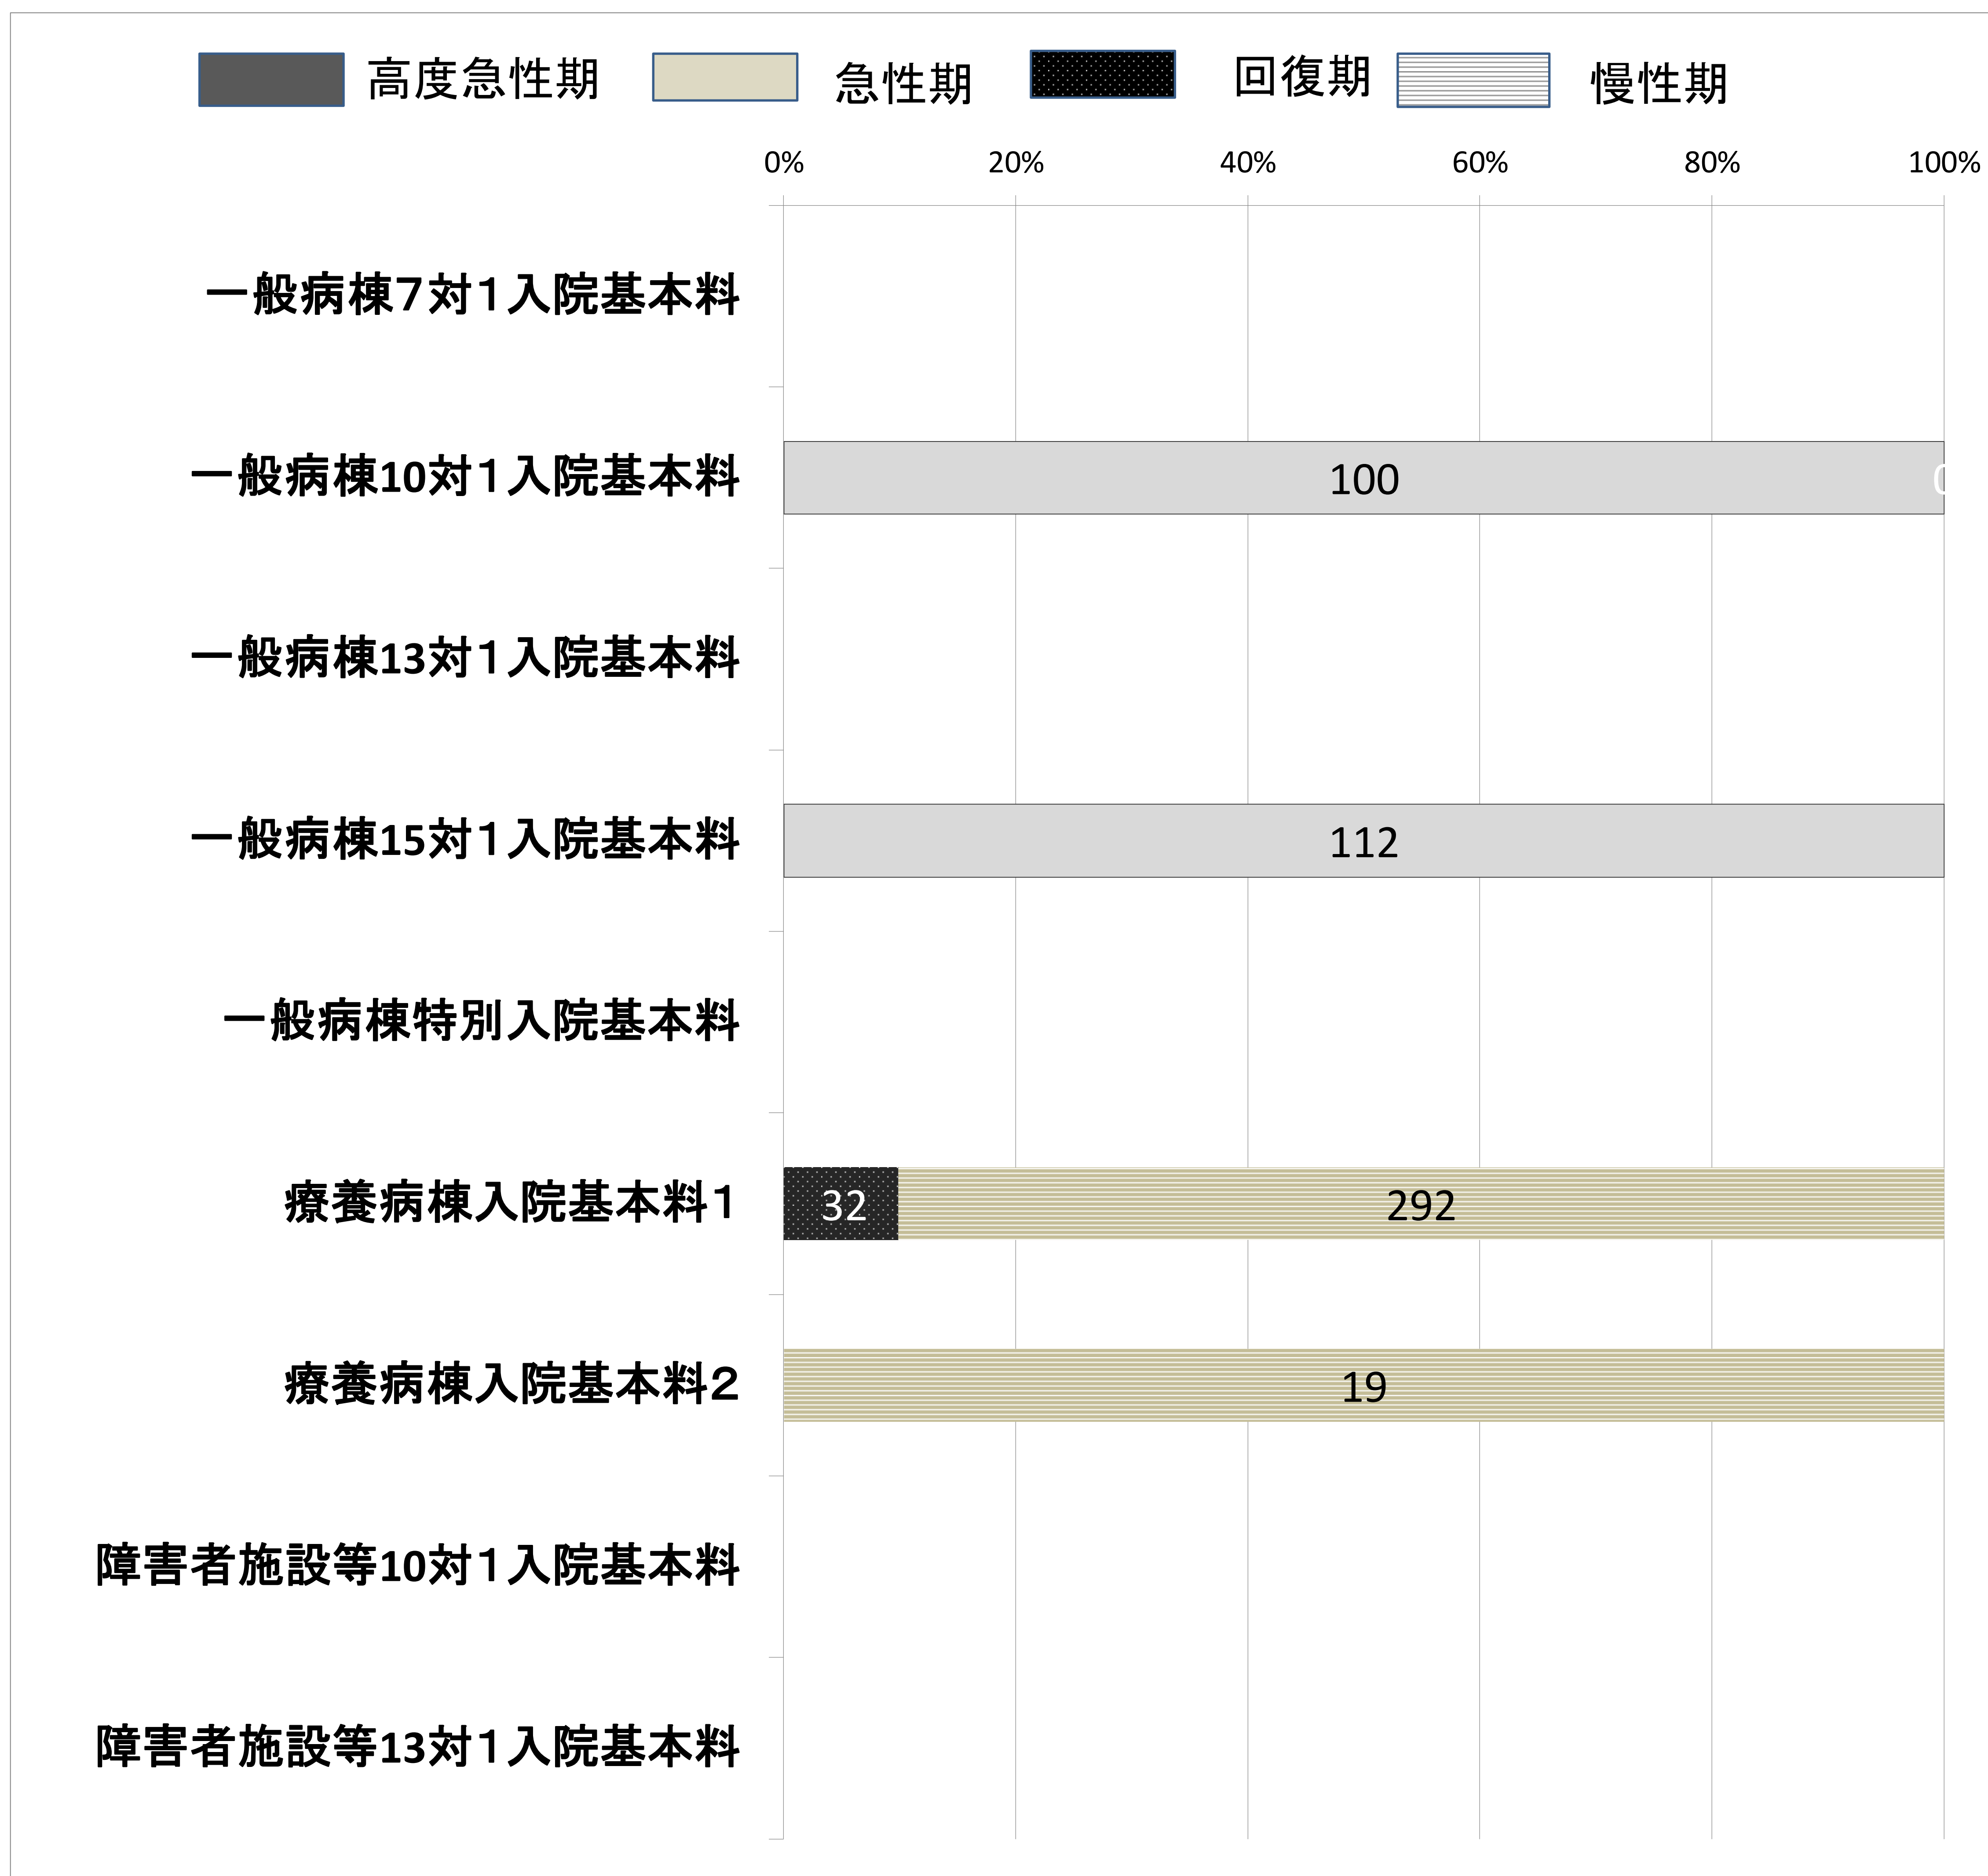 高度急性期 急性期 回復期 慢性期
0% 20% 40% 60% 80% 100%
一般病棟７対１入院基本料
一般病棟10対１入院基本料 100 0
一般病棟13対１入院基本料
一般病棟15対１入院基本料 112
一般病棟特別入院基本料
療養病棟入院基本料１ 32 292
療養病棟入院基本料２ 19
障害者施設等10対１入院基本料
障害者施設等13対１入院基本料